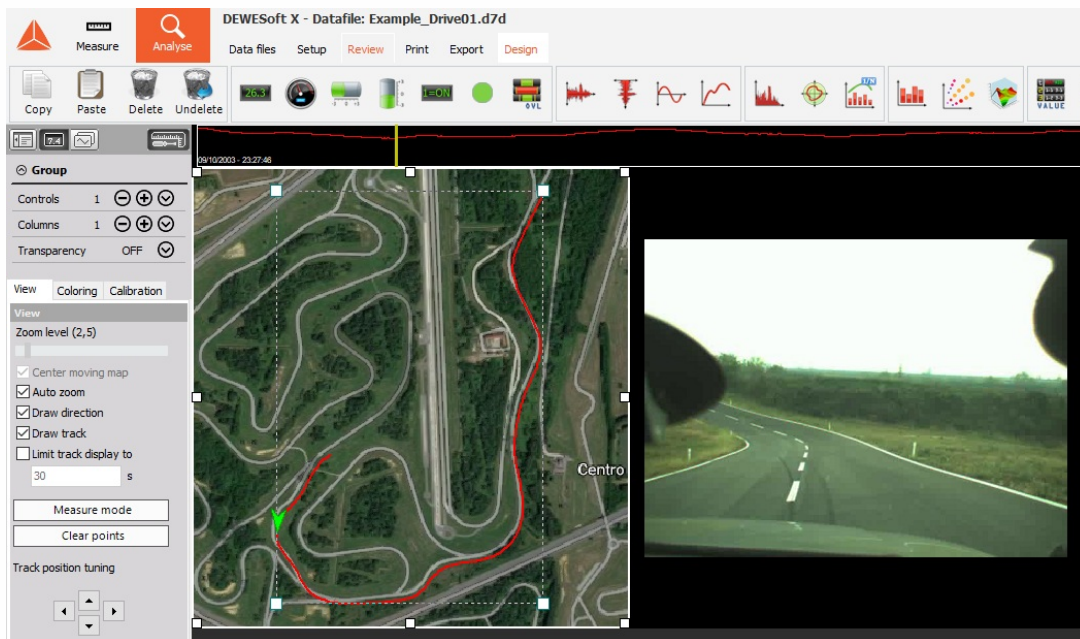 DEWESoft X - Datafile: Example_Drive01.d7d
Measure
Analyse
Data files Setup Review Print Export Design
Copy Paste Delete Undelete
26.3
1=ON
OVL
1/N
VALUE
09/10/2003 - 23:27:46
Group
Controls 1
Columns 1
Transparency OFF
View Coloring Calibration
View
Zoom level (2,5)
Center moving map
Auto zoom
Draw direction
Draw track
Limit track display to
30 s
Measure mode
Clear points
Track position tuning
Centro